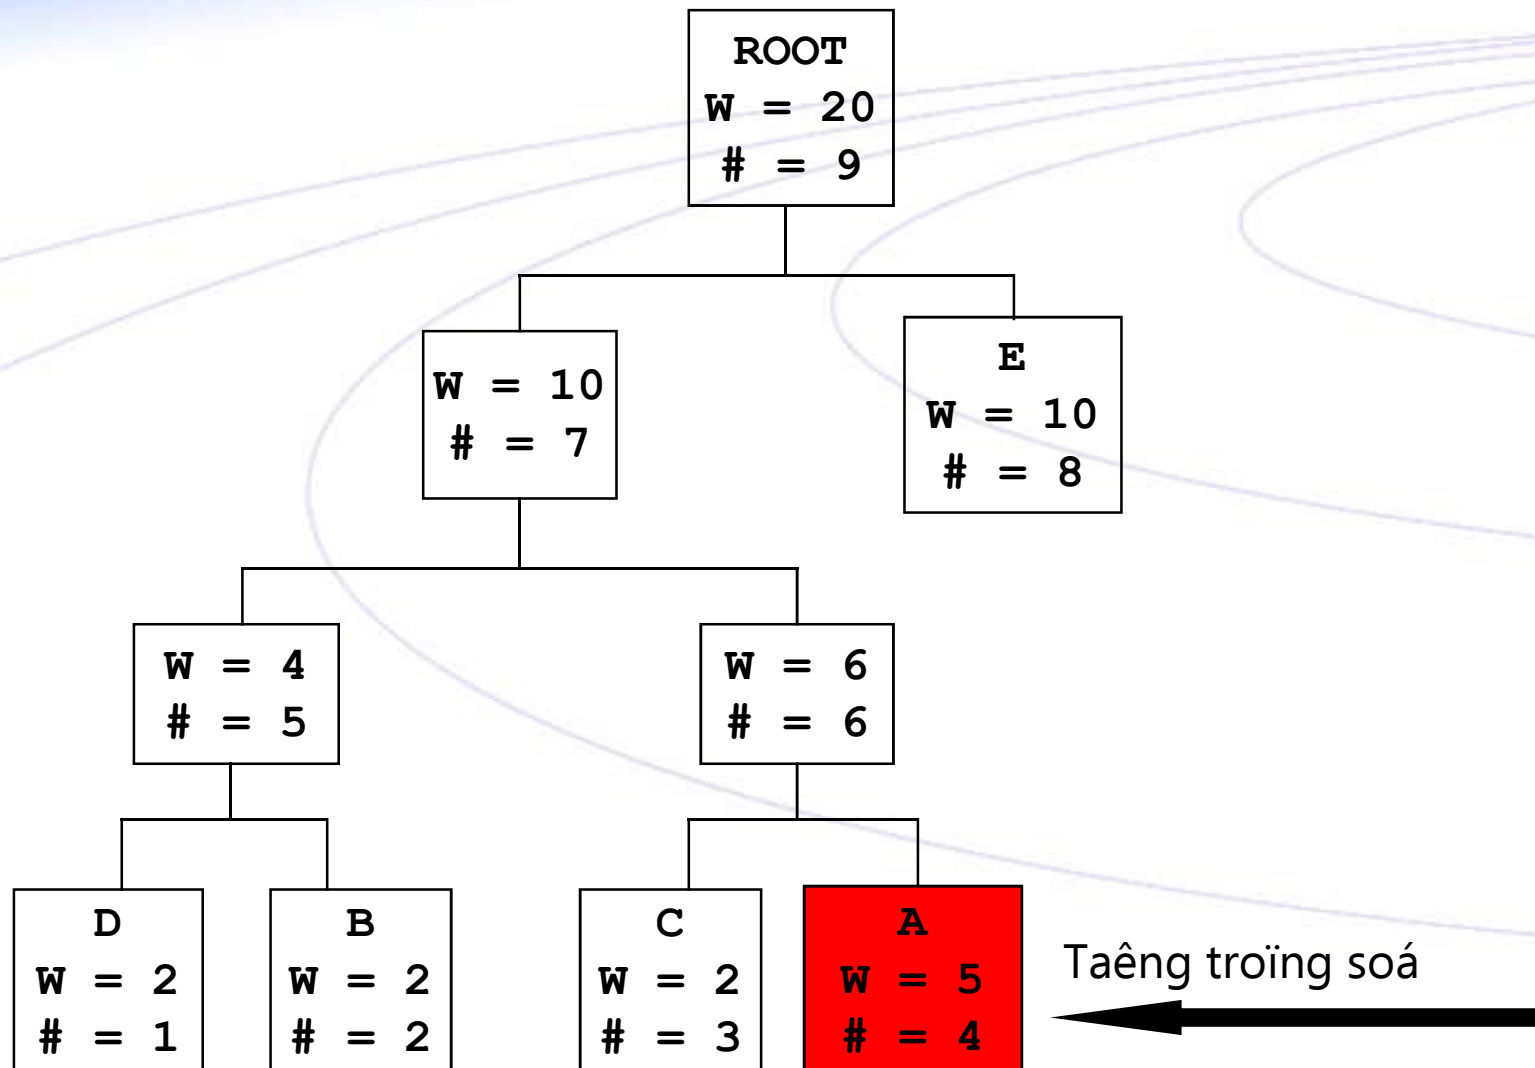 ROOT
W = 20
# = 9
W = 10
# = 7
E
W = 10
# = 8
W = 4
# = 5
W = 6
# = 6
D
W = 2
# = 1
B
W = 2
# = 2
C
W = 2
# = 3
A
W = 5
# = 4
Taêng troïng soá